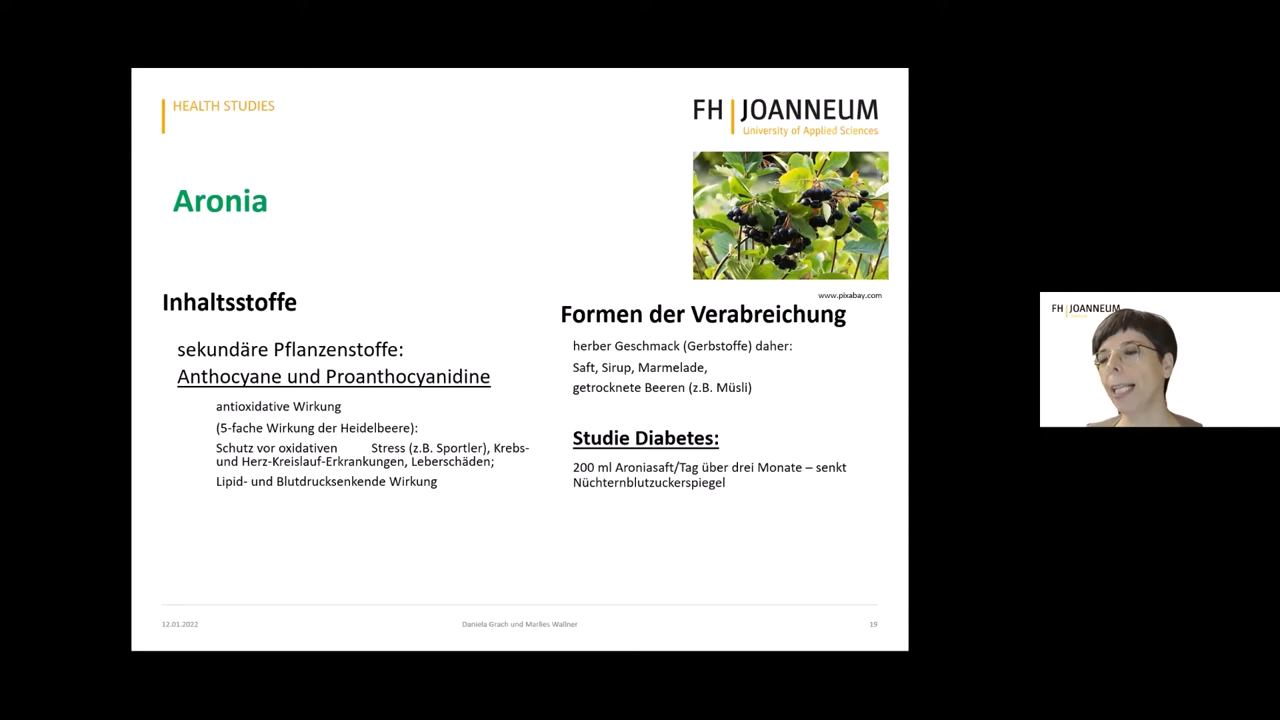 HEALTH STUDIES
FH JOANNEUM
University of Applied Sciences
Aronia
www.pixabay.com
Inhaltsstoffe
sekundäre Pflanzenstoffe:
Anthocyane und Proanthocyanidine
antioxidative Wirkung
(5-fache Wirkung der Heidelbeere):
Schutz vor oxidativen Stress (z.B. Sportler), Krebs-
und Herz-Kreislauf-Erkrankungen, Leberschäden;
Lipid- und Blutdrucksenkende Wirkung
Formen der Verabreichung
herber Geschmack (Gerbstoffe) daher:
Saft, Sirup, Marmelade,
getrocknete Beeren (z.B. Müsli)
Studie Diabetes:
200 ml Aroniasaft/Tag über drei Monate – senkt
Nüchternblutzuckerspiegel
12.01.2022
Daniela Grach und Marlies Wallner
19
FH JOANNEUM